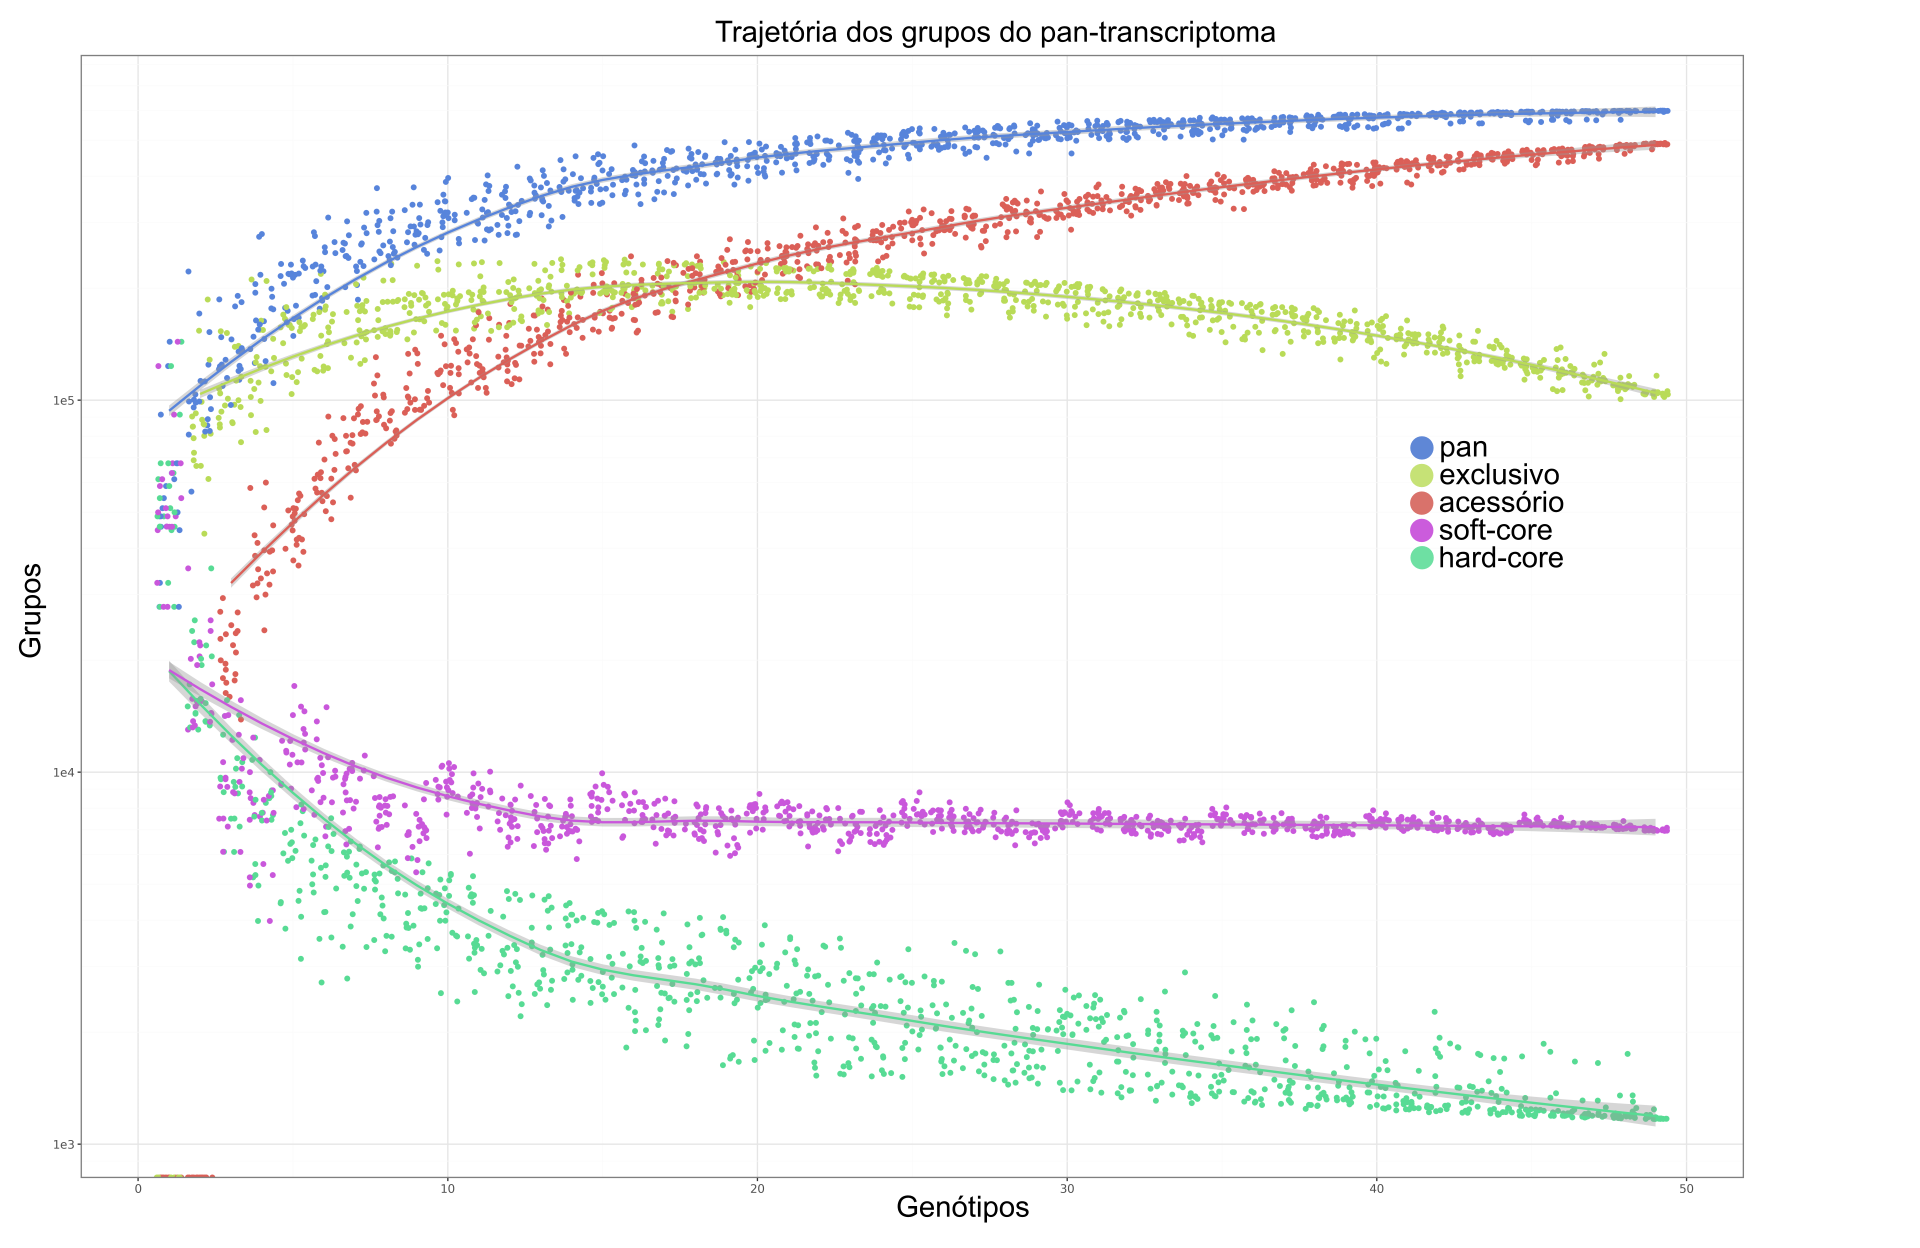 Trajetória dos grupos do pan-transcriptoma
1e5
pan
exclusivo
acessório
soft-core
hard-core
Grupos
1e4
1e3
0 10 20 30 40 50
Genótipos